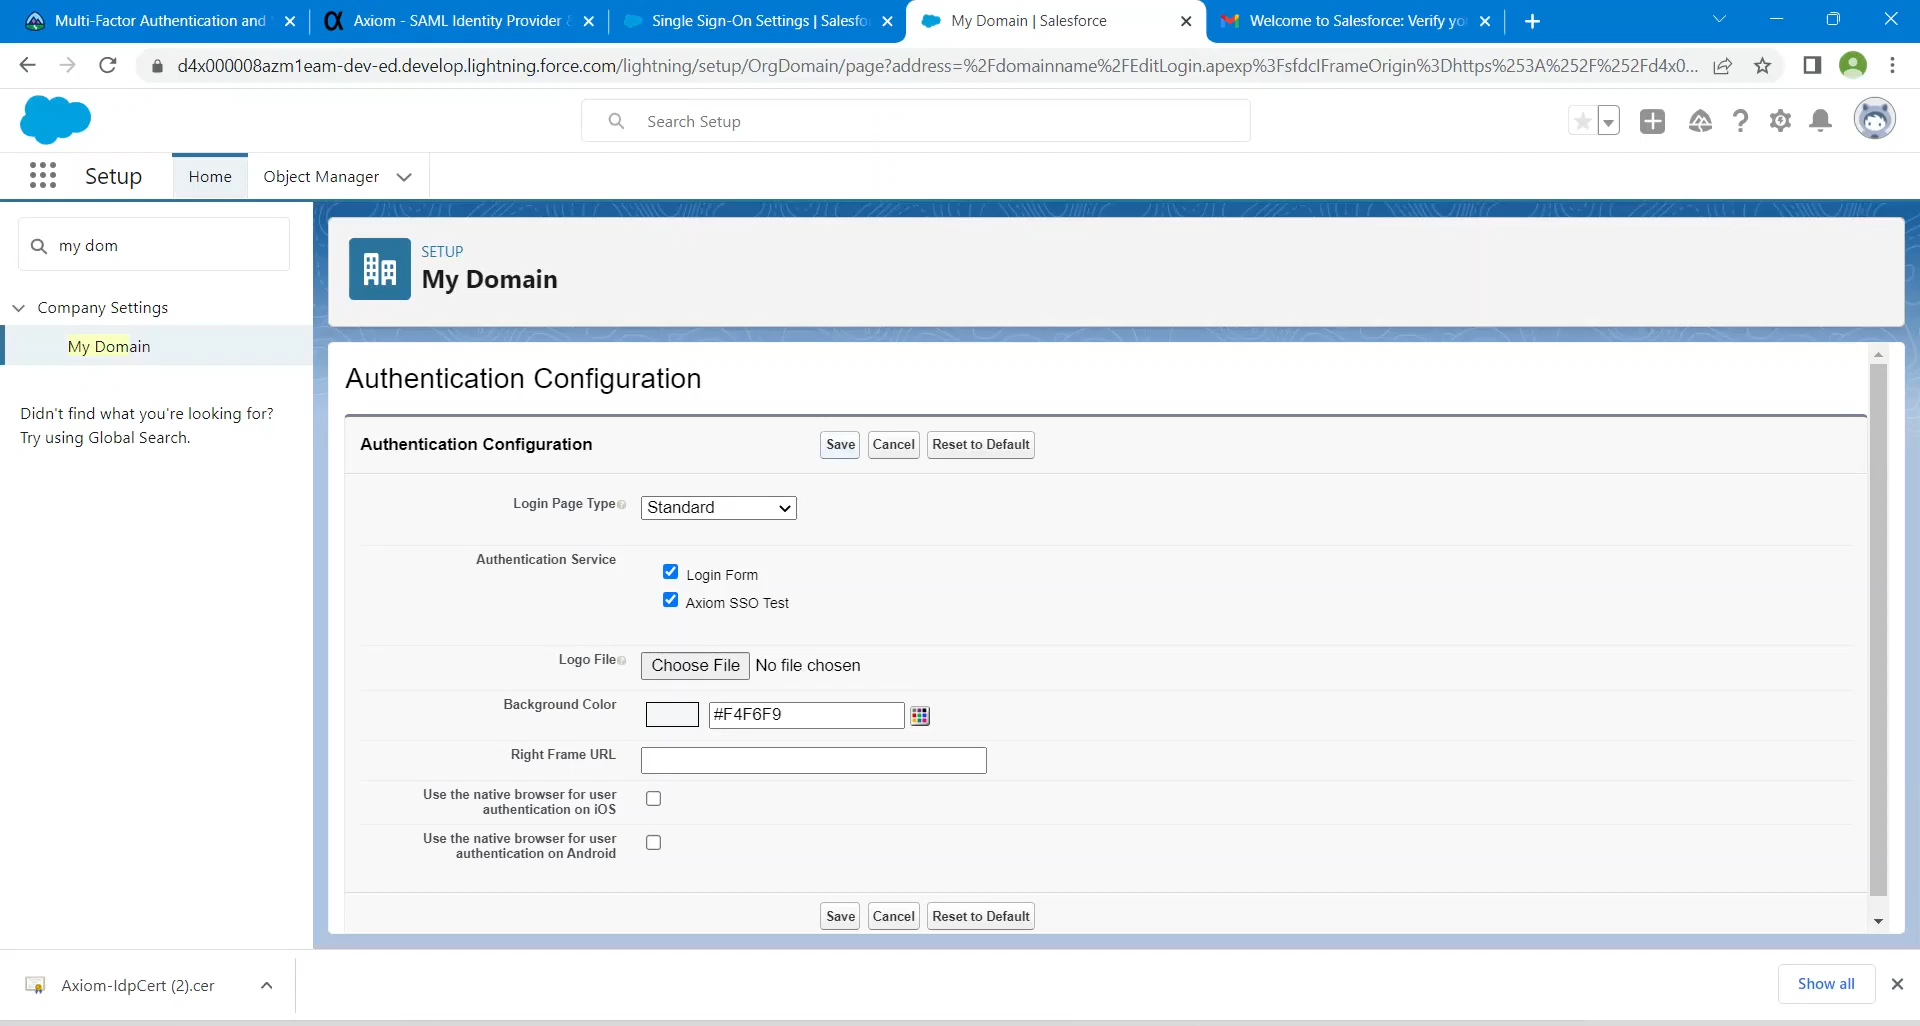 Multi-Factor Authentication and
Axiom - SAML Identity Provider &
Single Sign-On Settings | Salesfo
My Domain | Salesforce
Welcome to Salesforce: Verify yo
d4x000008azm1eam-dev-ed.develop.lightning.force.com/lightning/setup/OrgDomain/page?address=%2Fdomainname%2FEditLogin.apexp%3FsfdcIFrameOrigin%3Dhttps%253A%252F%252Fd4x0...
Search Setup
Setup
Home
Object Manager
my dom
SETUP
My Domain
Company Settings
My Domain
Didn't find what you're looking for?
Try using Global Search.
Authentication Configuration
Authentication Configuration
Save
Cancel
Reset to Default
Login Page Type
Standard
Authentication Service
Login Form
Axiom SSO Test
Logo File
Choose File
No file chosen
Background Color
#F4F6F9
Right Frame URL
Use the native browser for user
authentication on iOS
Use the native browser for user
authentication on Android
Save
Cancel
Reset to Default
Axiom-IdpCert (2).cer
Show all